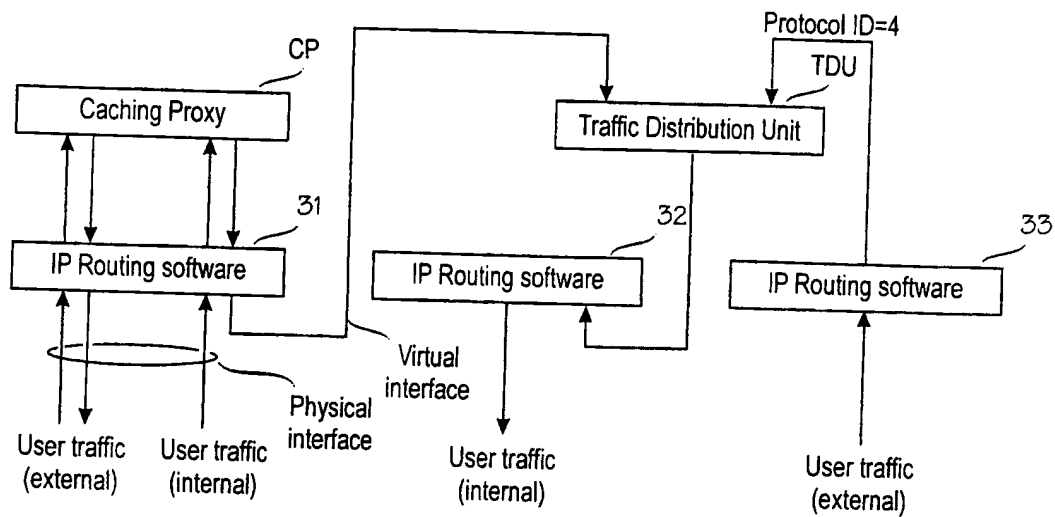 Protocol ID=4
CP
TDU
Caching Proxy
Traffic Distribution Unit
31
32
33
IP Routing software
IP Routing software
IP Routing software
Virtual
interface
Physical
interface
User traffic
(external)
User traffic
(internal)
User traffic
(internal)
User traffic
(external)